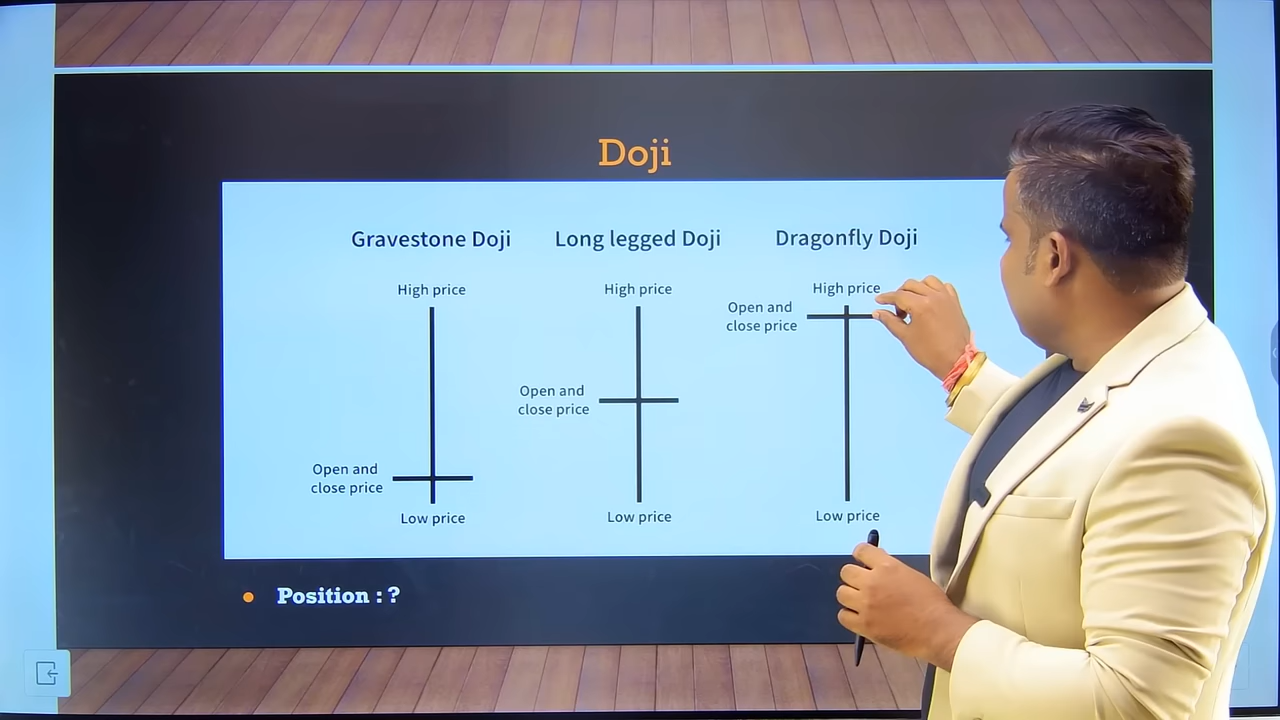 Doji
Gravestone Doji
Long legged Doji
Dragonfly Doji
High price
High price
High price
Open and
close price
Open and
close price
Open and
close price
Low price
Low price
Low price
Position : ?